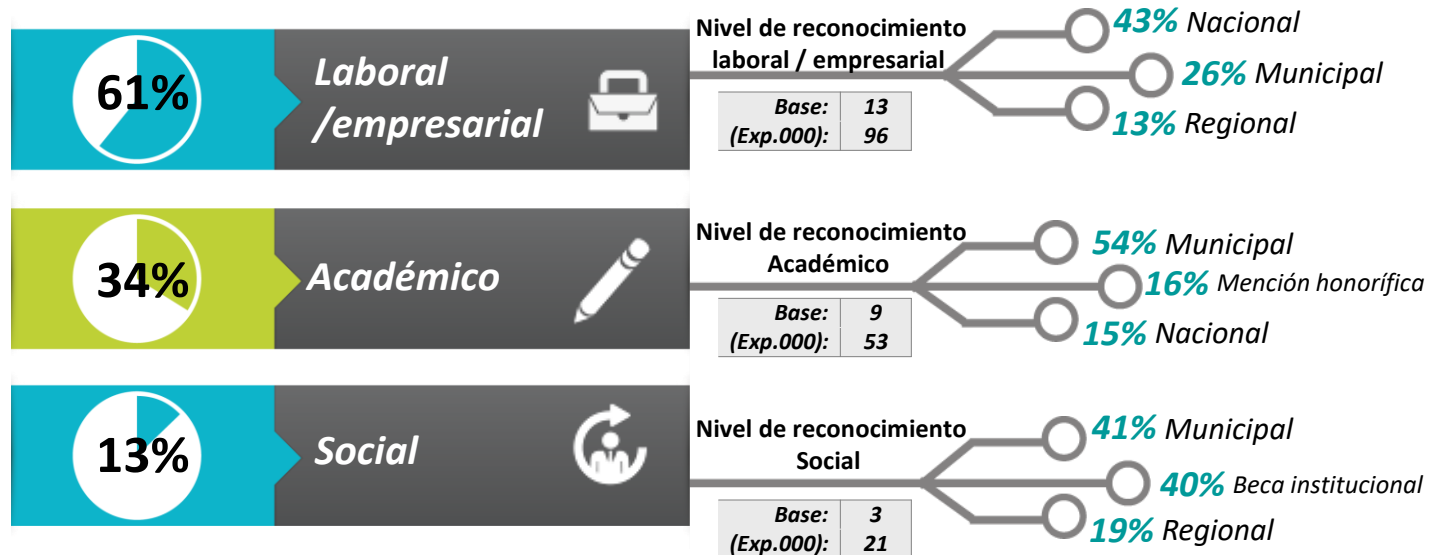 61%
Laboral
/empresarial
Nivel de reconocimiento
laboral / empresarial
Base: 13
(Exp.000): 96
43% Nacional
26% Municipal
13% Regional
34%
Académico
Nivel de reconocimiento
Académico
Base: 9
(Exp.000): 53
54% Municipal
16% Mención honorífica
15% Nacional
13%
Social
Nivel de reconocimiento
Social
Base: 3
(Exp.000): 21
41% Municipal
40% Beca institucional
19% Regional